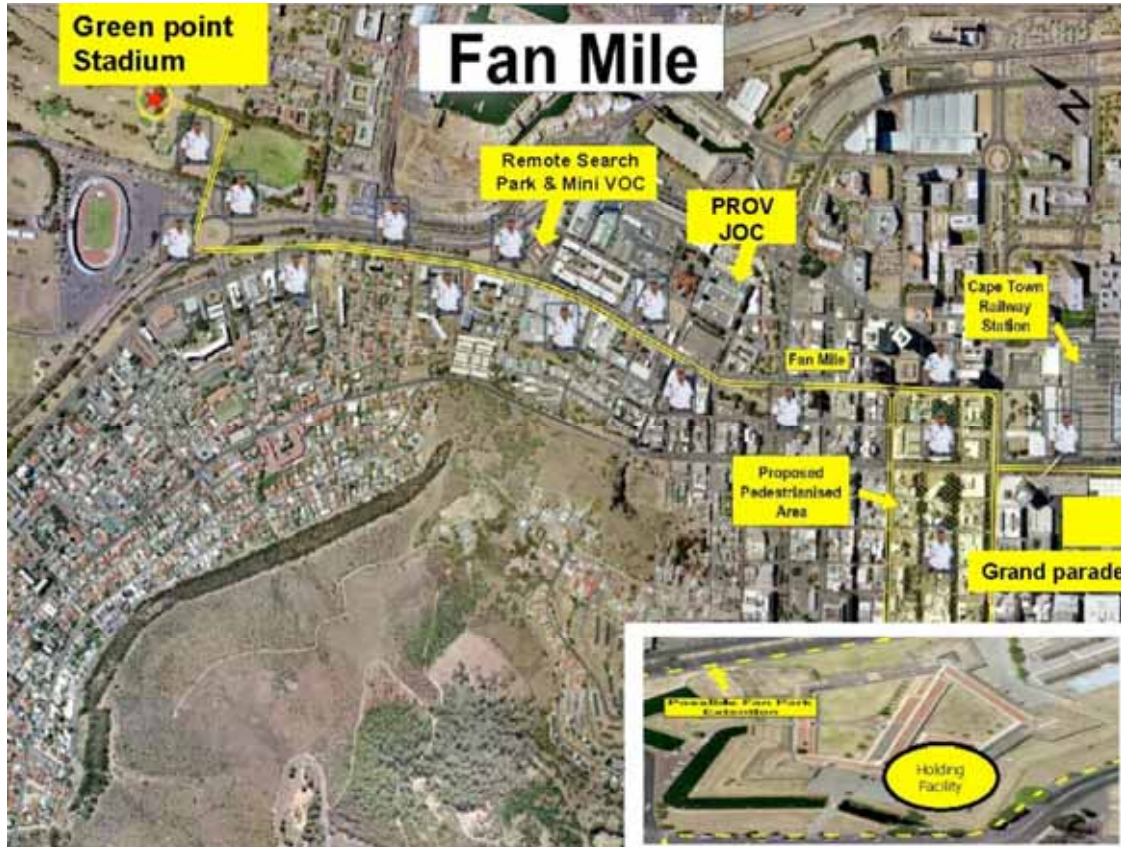 Green point
Stadium
Fan Mile
N
Remote Search
Park & Mini VOC
PROV
JOC
Cape Town
Railway
Station
Fan Mile
Proposed
Pedestrianised
Area
Grand parade
Possible Fan Park
Extention
Holding
Facility